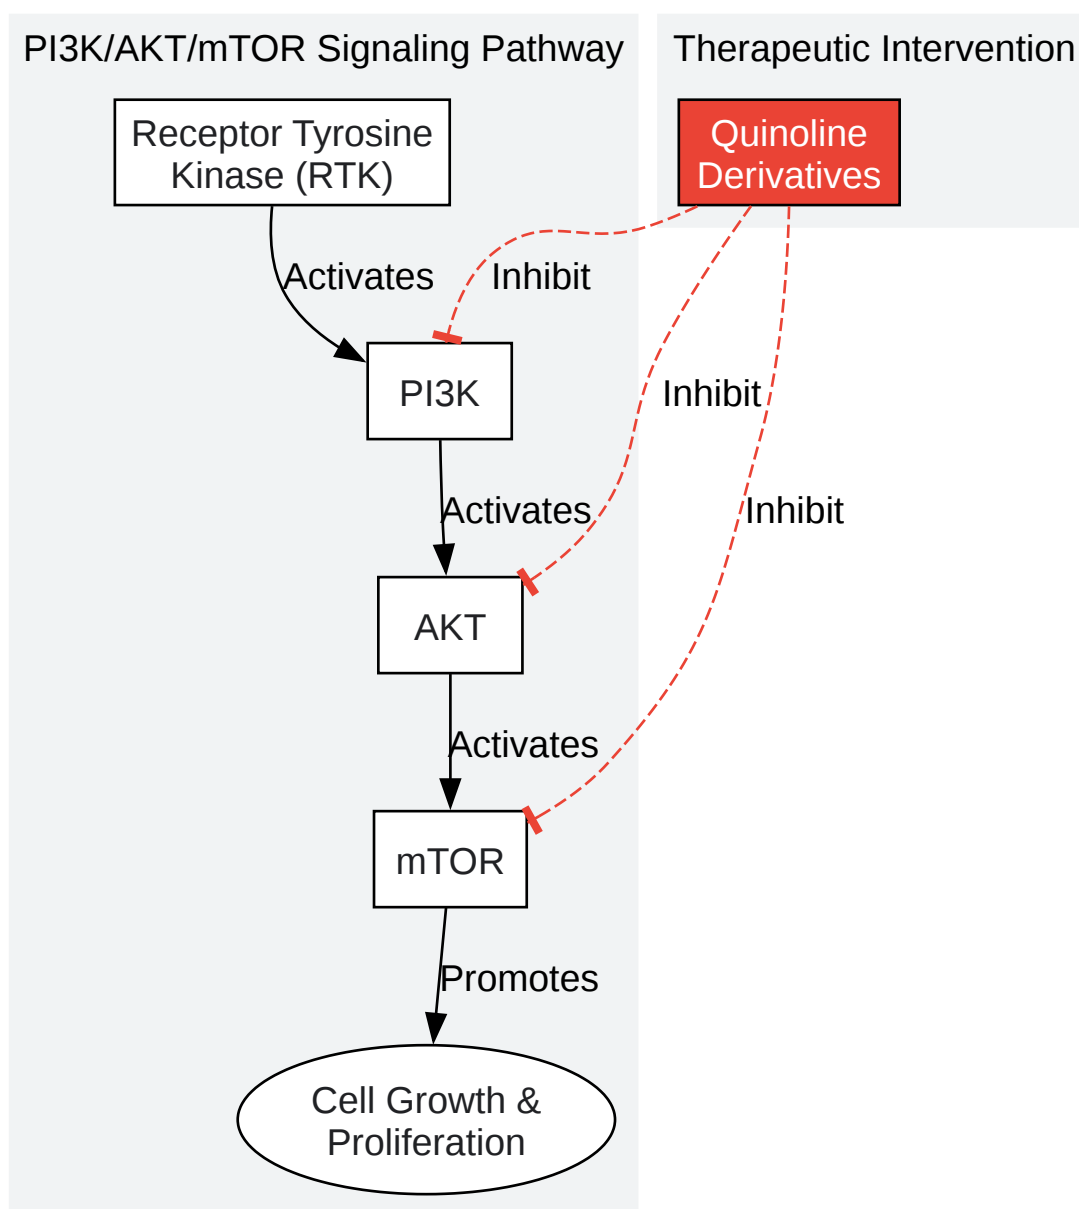 PI3K/AKT/mTOR Signaling Pathway
Therapeutic Intervention
Receptor Tyrosine
Kinase (RTK)
Quinoline
Derivatives
Activates
Inhibit
PI3K
Inhibit
Activates
Inhibit
AKT
Activates
mTOR
Promotes
Cell Growth &
Proliferation